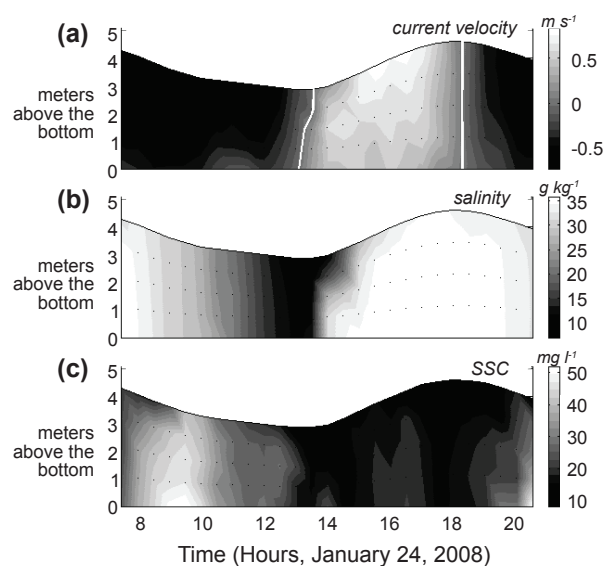 (a)
current velocity
m s⁻¹
5
4
3
2
1
0
meters
above the
bottom
0.5
0
-0.5
(b)
salinity
g kg⁻¹
5
4
3
2
1
0
meters
above the
bottom
35
30
25
20
15
10
(c)
SSC
mg l⁻¹
5
4
3
2
1
0
meters
above the
bottom
50
40
30
20
10
8 10 12 14 16 18 20
Time (Hours, January 24, 2008)